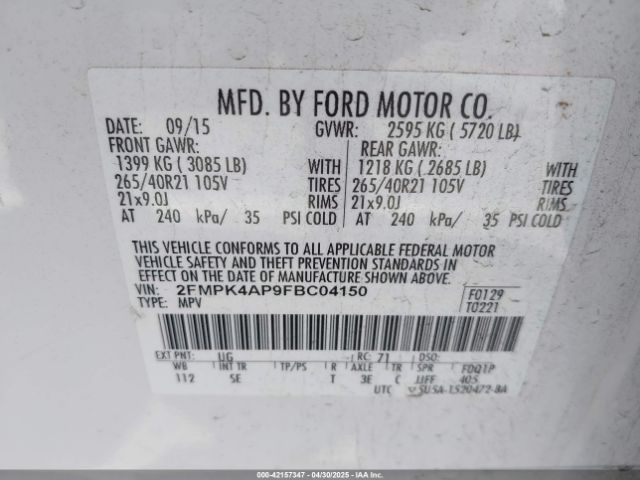 MFD. BY FORD MOTOR CO.
DATE: 09/15 GVWR: 2595 KG ( 5720 LB)
FRONT GAWR: REAR GAWR:
1399 KG ( 3085 LB) WITH 1218 KG ( 2685 LB) WITH
265/40R21 105V TIRES 265/40R21 105V TIRES
21x9.0J RIMS 21x9.0J RIMS
AT 240 kPa/ 35 PSI COLD AT 240 kPa/ 35 PSI COLD
THIS VEHICLE CONFORMS TO ALL APPLICABLE FEDERAL MOTOR
VEHICLE SAFETY AND THEFT PREVENTION STANDARDS IN
EFFECT ON THE DATE OF MANUFACTURE SHOWN ABOVE.
VIN: 2FMPK4AP9FBC04150 F0129
TYPE: MPV T0221
EXT PNT: UG RC: 71 DSO:
WB INT TR TP/PS R AXLE TR SPR F0Q1P
112 SE T 3E C JJFF 405
UTC
000-42157347 - 04/30/2025 - IAAI.com